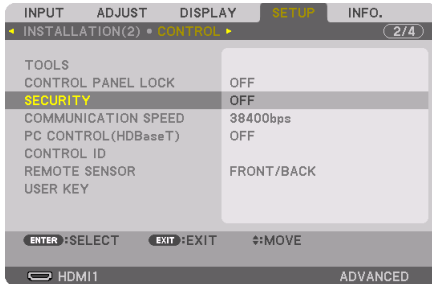 INPUT ADJUST DISPLAY SETUP INFO.
INSTALLATION(2) • CONTROL 2/4
TOOLS
CONTROL PANEL LOCK OFF
SECURITY OFF
COMMUNICATION SPEED 38400bps
PC CONTROL(HDBaseT) OFF
CONTROL ID
REMOTE SENSOR FRONT/BACK
USER KEY
ENTER :SELECT EXIT :EXIT :MOVE
HDMI1 ADVANCED